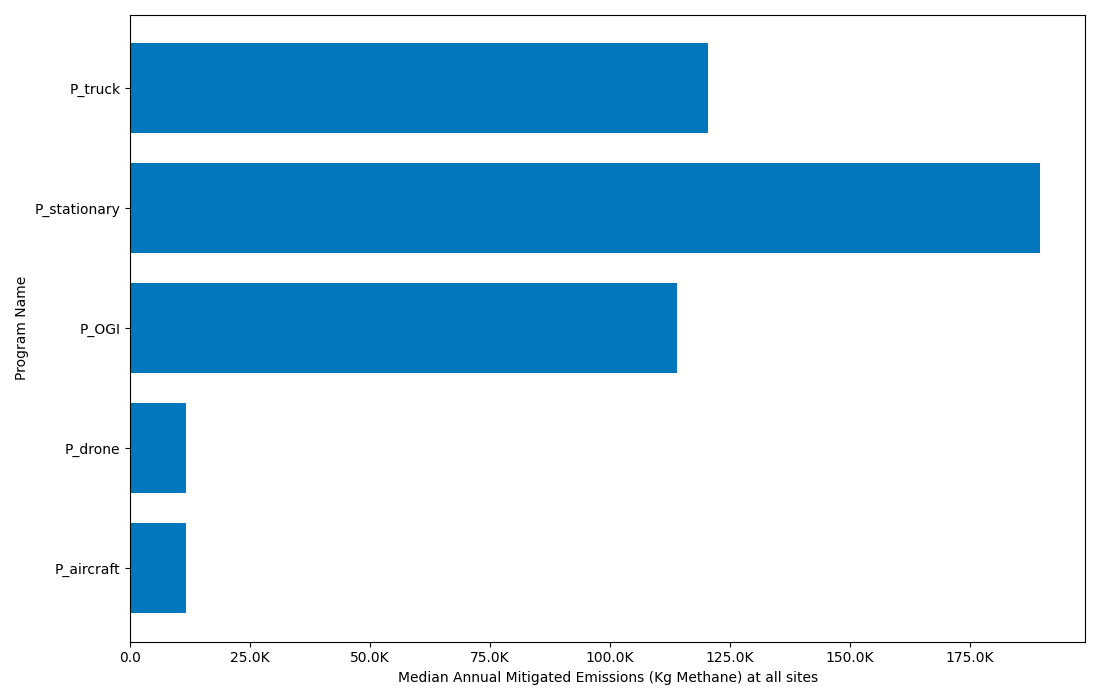 P_truck
P_stationary
P_OGI
P_drone
P_aircraft
Program Name
0.0 25.0K 50.0K 75.0K 100.0K 125.0K 150.0K 175.0K
Median Annual Mitigated Emissions (Kg Methane) at all sites